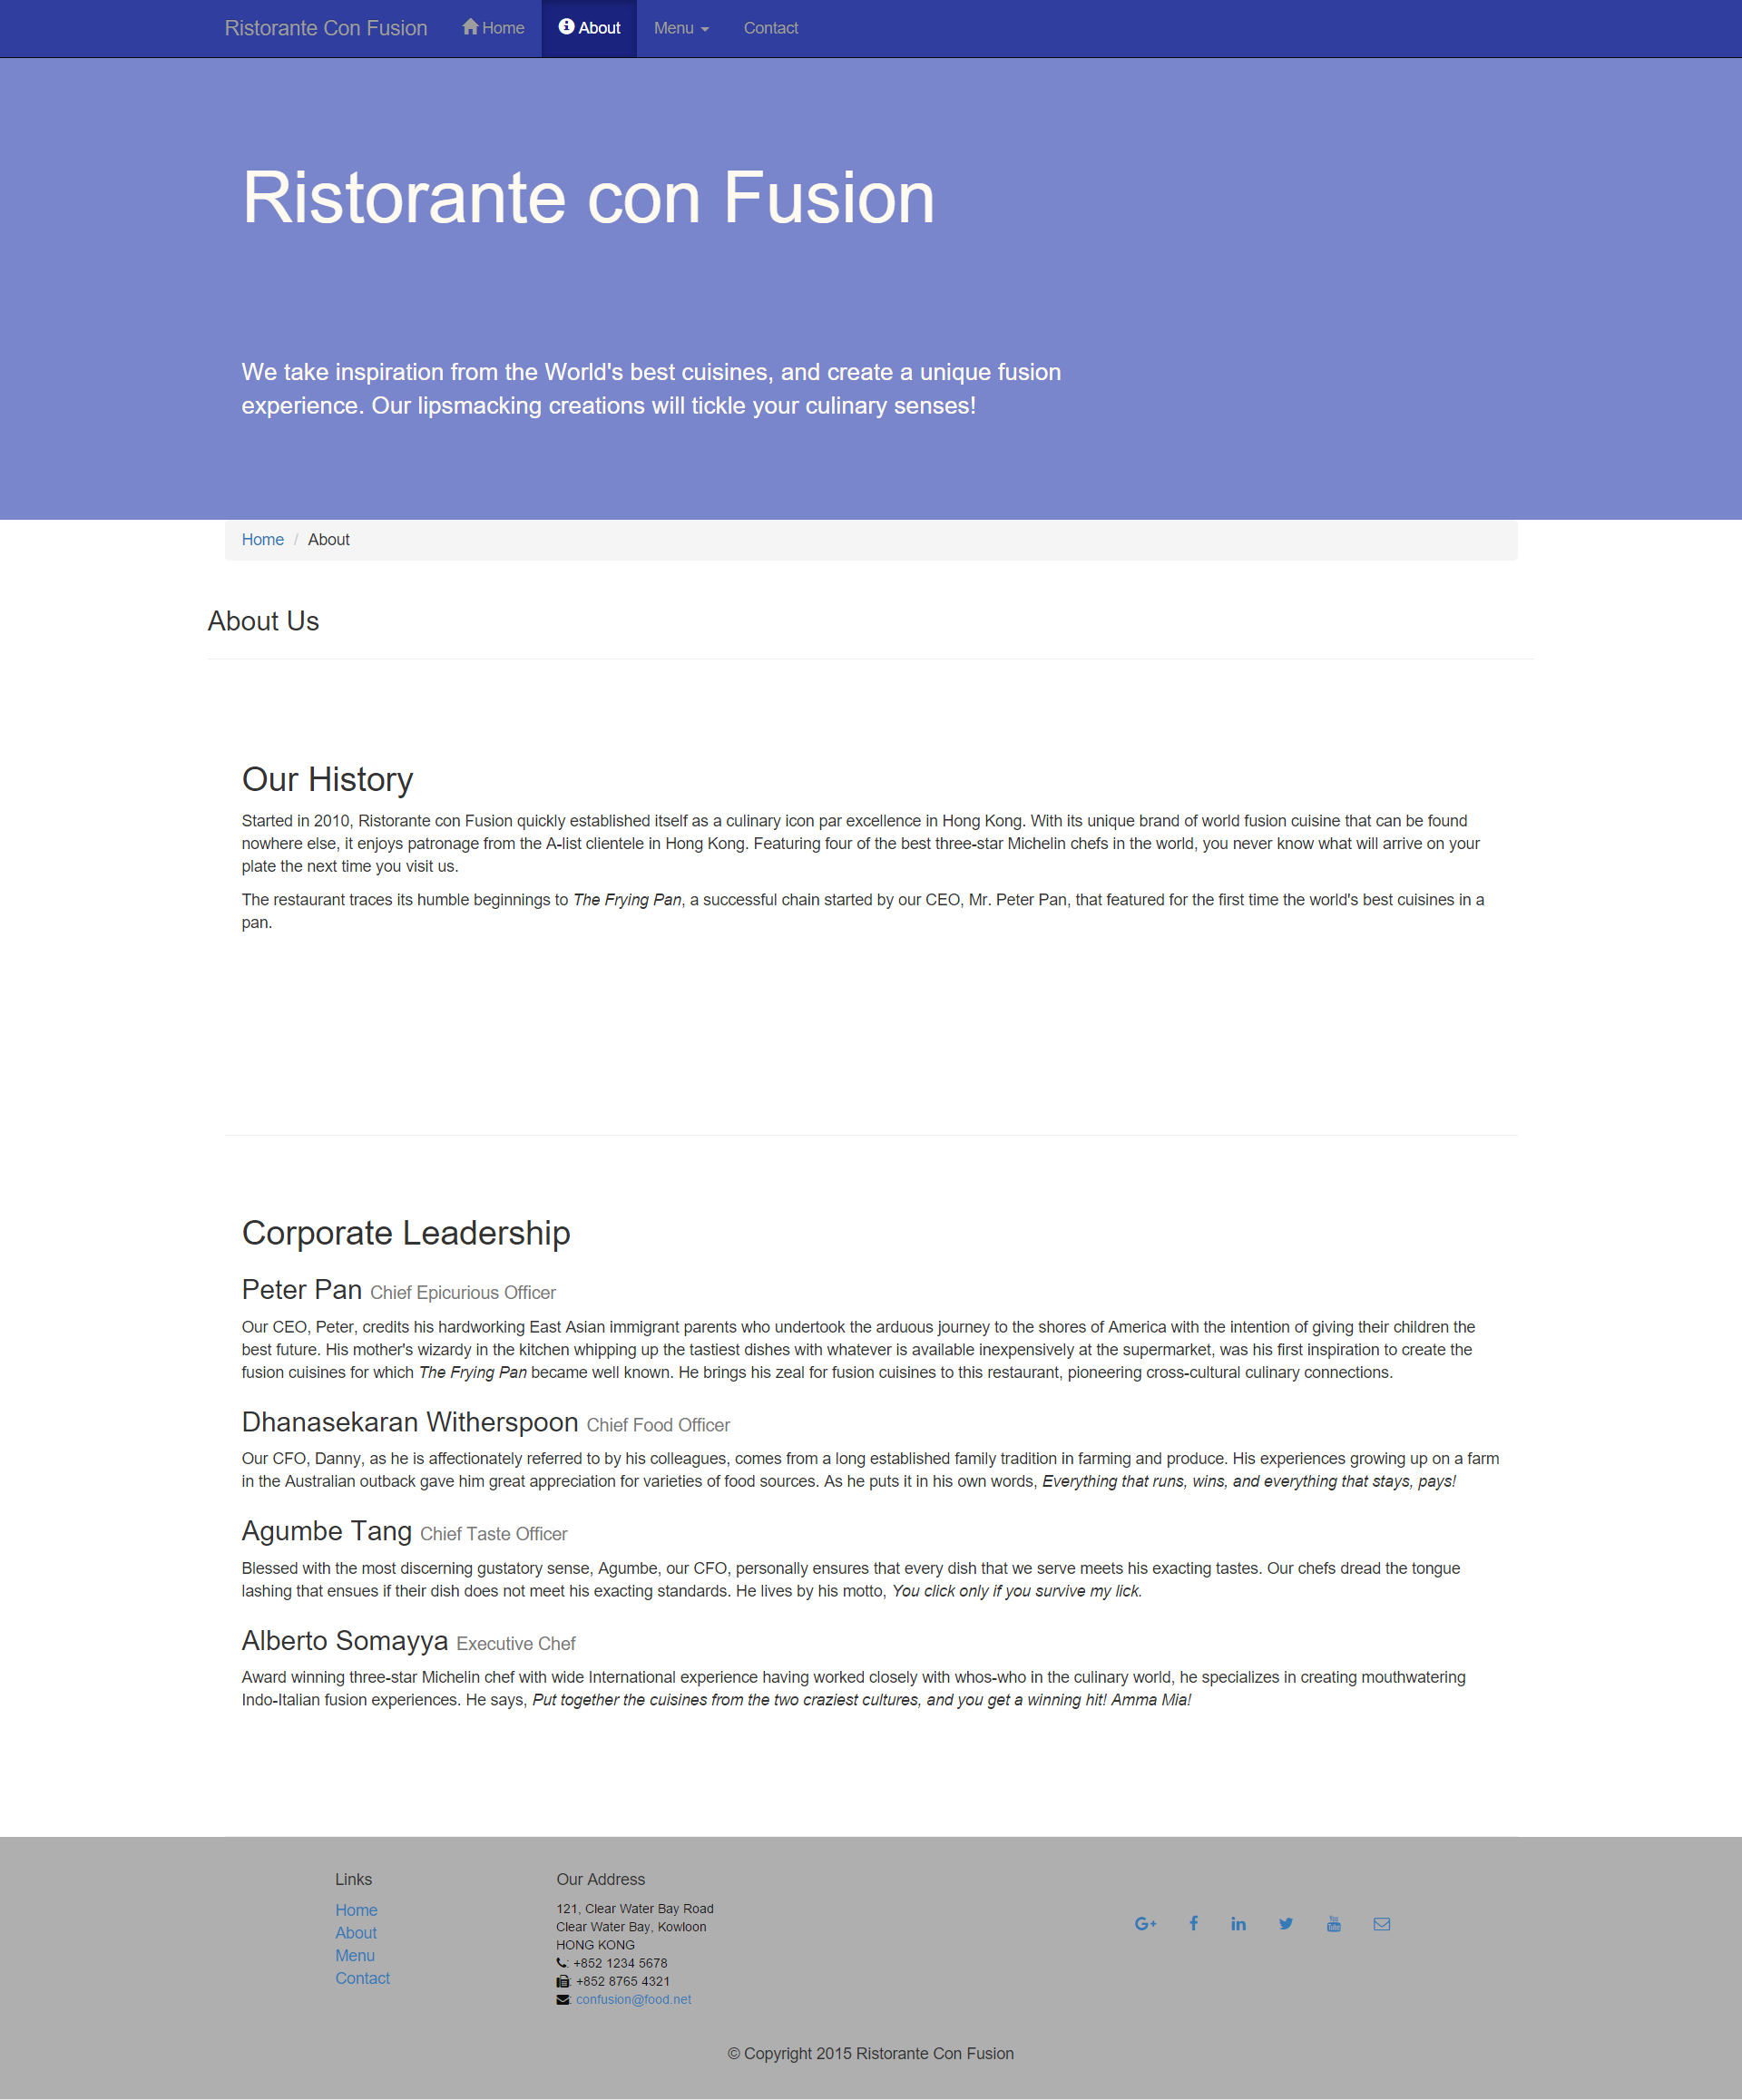 Ristorante Con Fusion Home About Menu Contact
Ristorante con Fusion
We take inspiration from the World's best cuisines, and create a unique fusion
experience. Our lipsmacking creations will tickle your culinary senses!
Home / About
About Us
Our History
Started in 2010, Ristorante con Fusion quickly established itself as a culinary icon par excellence in Hong Kong. With its unique brand of world fusion cuisine that can be found
nowhere else, it enjoys patronage from the A-list clientele in Hong Kong. Featuring four of the best three-star Michelin chefs in the world, you never know what will arrive on your
plate the next time you visit us.
The restaurant traces its humble beginnings to The Frying Pan, a successful chain started by our CEO, Mr. Peter Pan, that featured for the first time the world's best cuisines in a
pan.
Corporate Leadership
Peter Pan Chief Epicurious Officer
Our CEO, Peter, credits his hardworking East Asian immigrant parents who undertook the arduous journey to the shores of America with the intention of giving their children the
best future. His mother's wizardy in the kitchen whipping up the tastiest dishes with whatever is available inexpensively at the supermarket, was his first inspiration to create the
fusion cuisines for which The Frying Pan became well known. He brings his zeal for fusion cuisines to this restaurant, pioneering cross-cultural culinary connections.
Dhanasekaran Witherspoon Chief Food Officer
Our CFO, Danny, as he is affectionately referred to by his colleagues, comes from a long established family tradition in farming and produce. His experiences growing up on a farm
in the Australian outback gave him great appreciation for varieties of food sources. As he puts it in his own words, Everything that runs, wins, and everything that stays, pays!
Agumbe Tang Chief Taste Officer
Blessed with the most discerning gustatory sense, Agumbe, our CFO, personally ensures that every dish that we serve meets his exacting tastes. Our chefs dread the tongue
lashing that ensues if their dish does not meet his exacting standards. He lives by his motto, You click only if you survive my lick.
Alberto Somayya Executive Chef
Award winning three-star Michelin chef with wide International experience having worked closely with whos-who in the culinary world, he specializes in creating mouthwatering
Indo-Italian fusion experiences. He says, Put together the cuisines from the two craziest cultures, and you get a winning hit! Amma Mia!
Links
Home
About
Menu
Contact
Our Address
121, Clear Water Bay Road
Clear Water Bay, Kowloon
HONG KONG
: +852 1234 5678
: +852 8765 4321
: confusion@food.net
© Copyright 2015 Ristorante Con Fusion